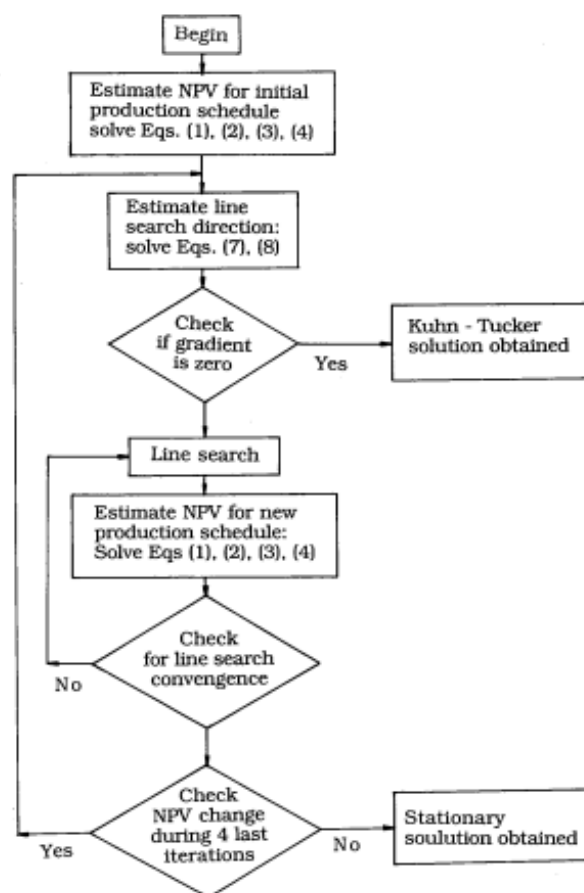 Begin
Estimate NPV for initial
production schedule
solve Eqs. (1), (2), (3), (4)
Estimate line
search direction:
solve Eqs. (7), (8)
Check
if gradient
is zero
Yes
Kuhn - Tucker
solution obtained
Line search
Estimate NPV for new
production schedule:
Solve Eqs (1), (2), (3), (4)
Check
for line search
convengence
No
Check
NPV change
during 4 last
iterations
Yes
No
Stationary
soulution obtained